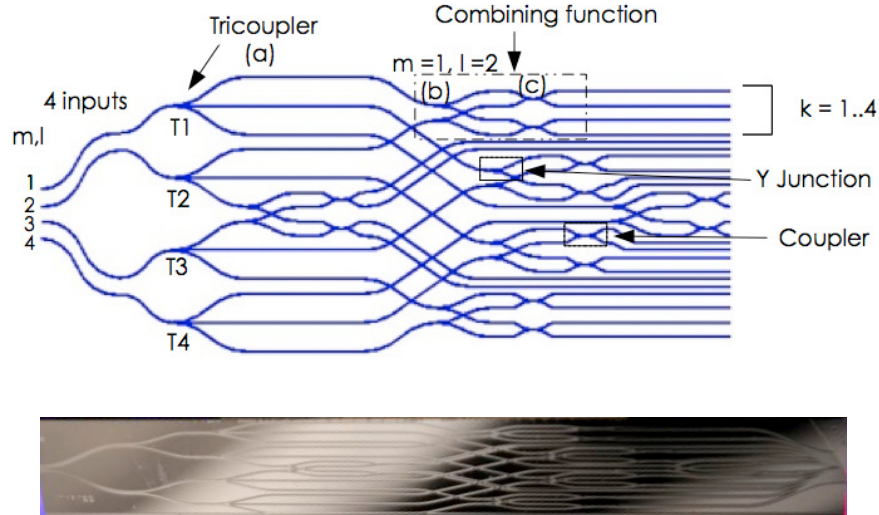 Combining function
Tricoupler
(a)
m =1, l =2
(b)
(c)
4 inputs
m,l
T1
k = 1..4
1
2
3
4
T2
Y Junction
Coupler
T3
T4